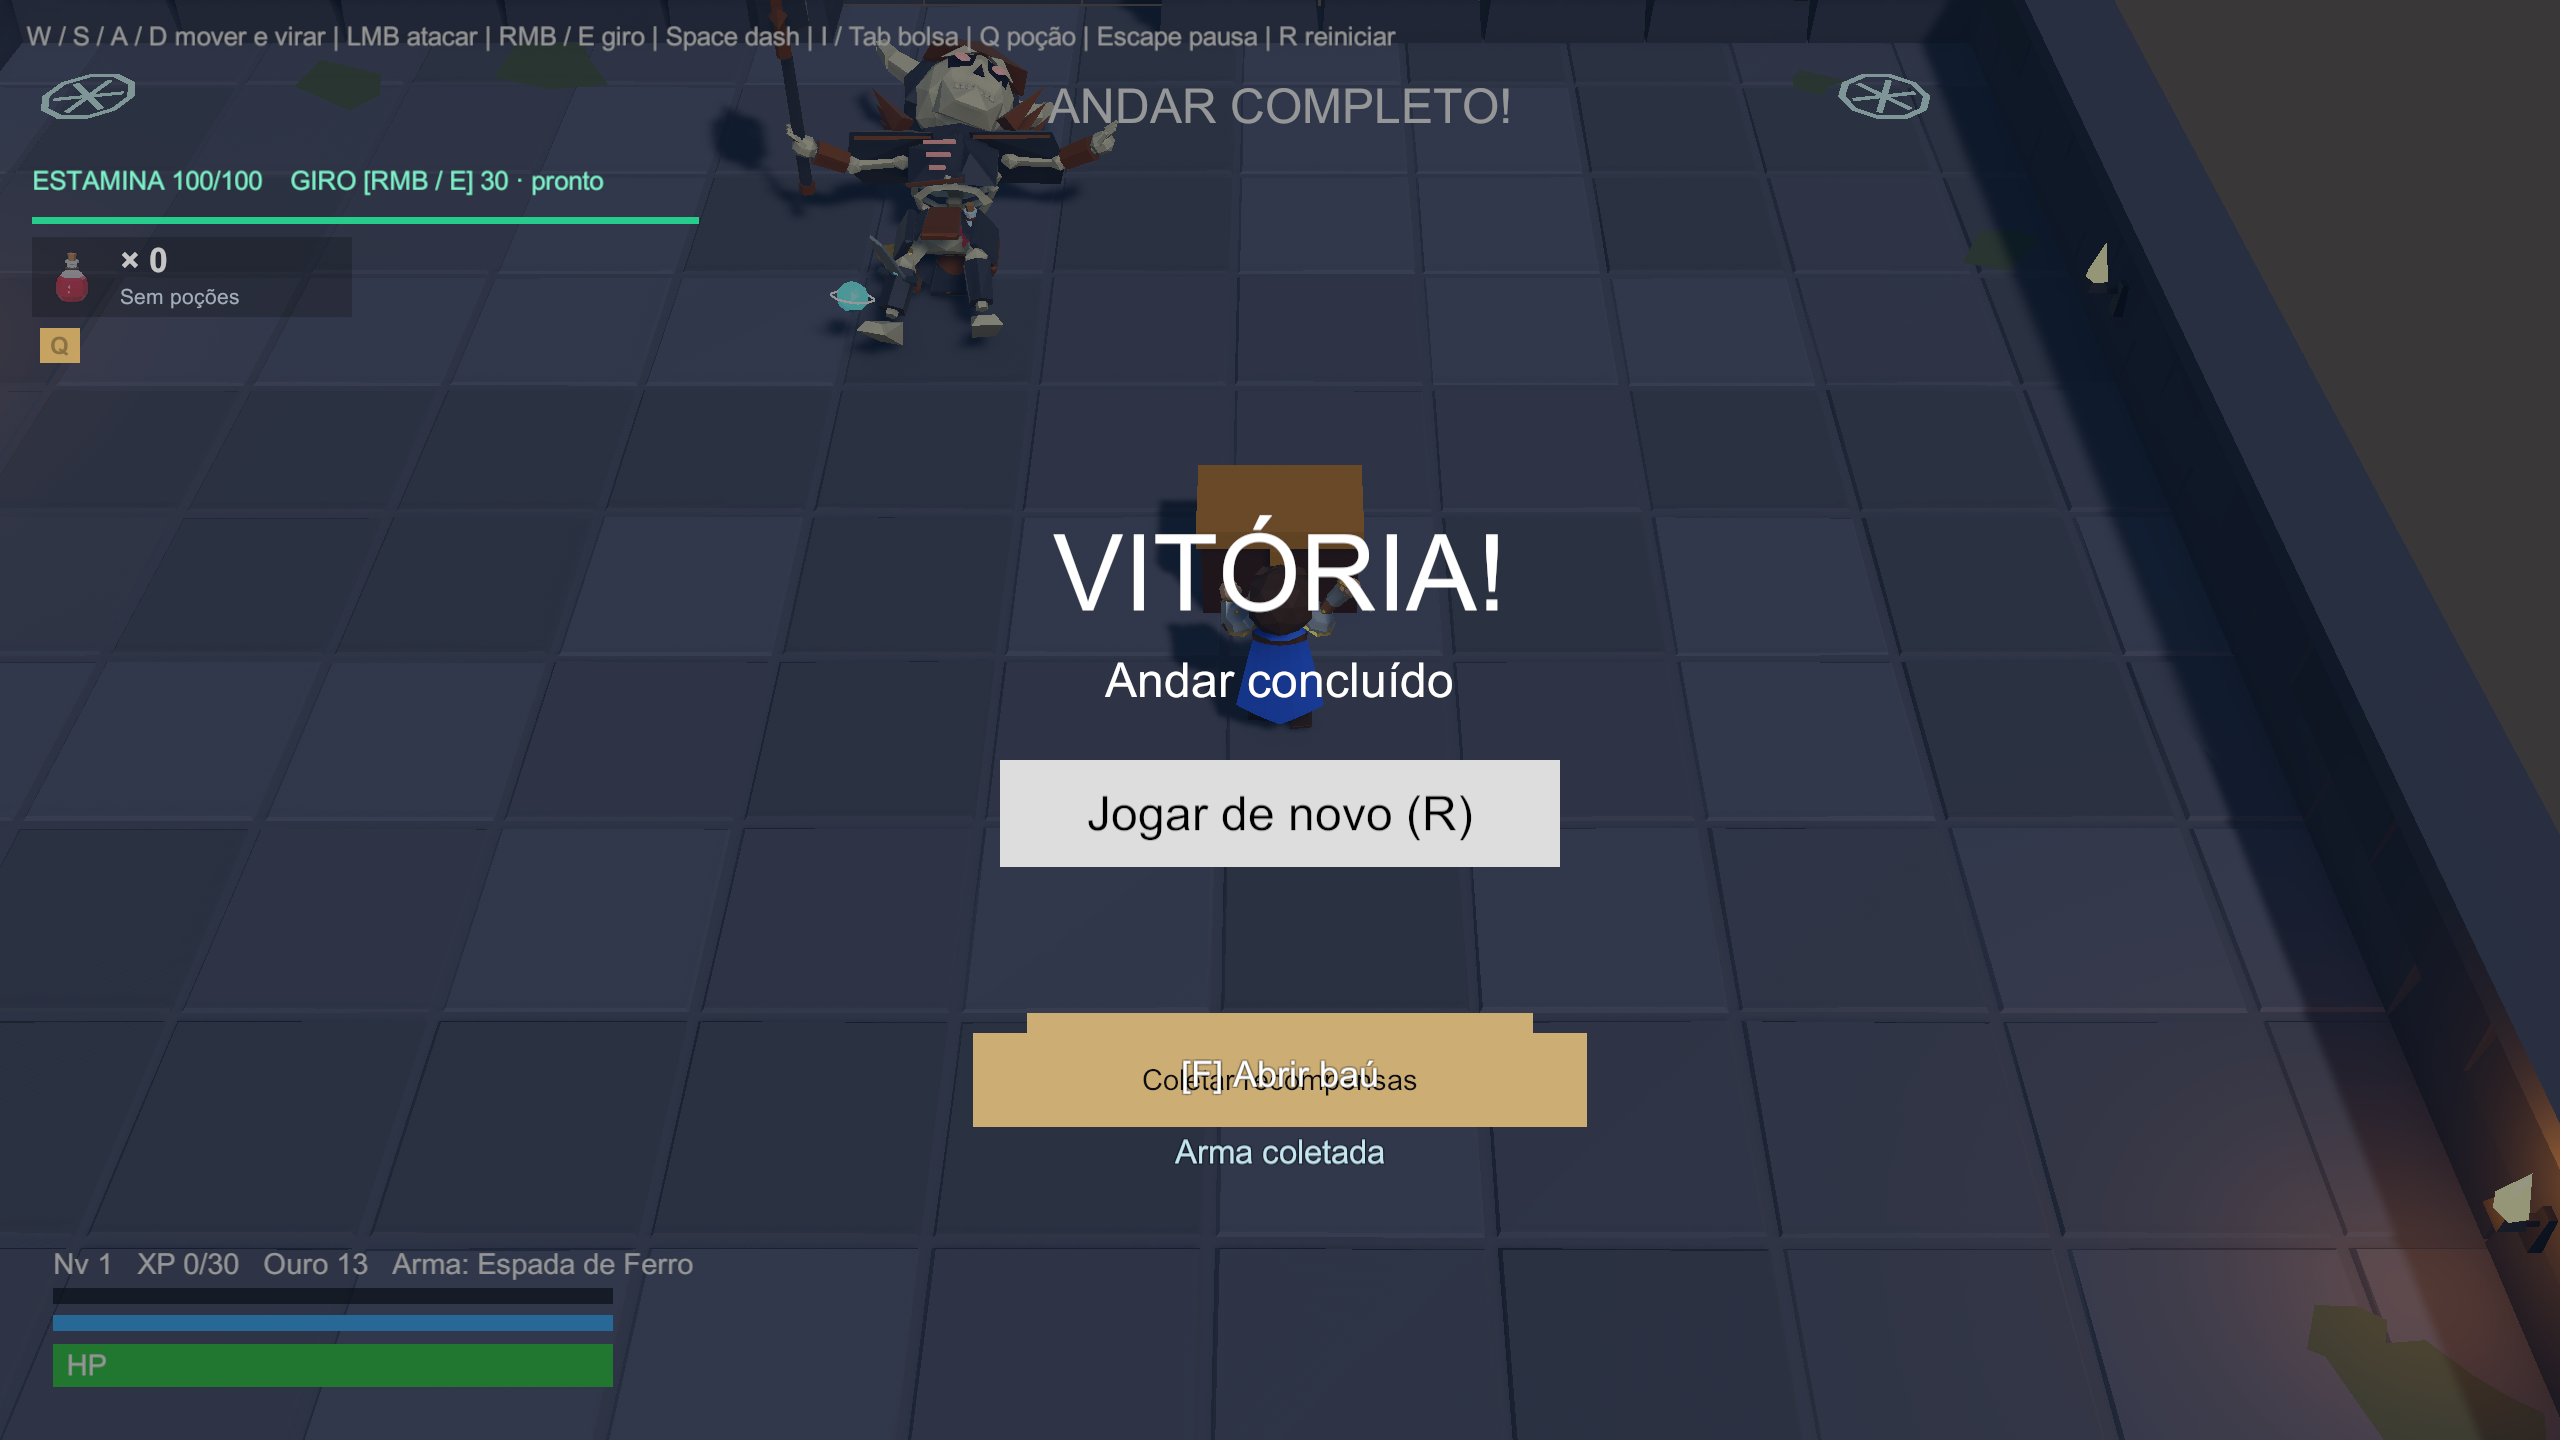 W / S / A / D mover e virar | LMB atacar | RMB / E giro | Space dash | I / Tab bolsa | Q poção | Escape pausa | R reiniciar
ANDAR COMPLETO!
ESTAMINA 100/100 GIRO [RMB / E] 30 · pronto
× 0
Sem poções
Q
VITÓRIA!
Andar concluído
Jogar de novo (R)
[F] Abrir baú
Coletar recompensas
Arma coletada
Nv 1 XP 0/30 Ouro 13 Arma: Espada de Ferro
HP